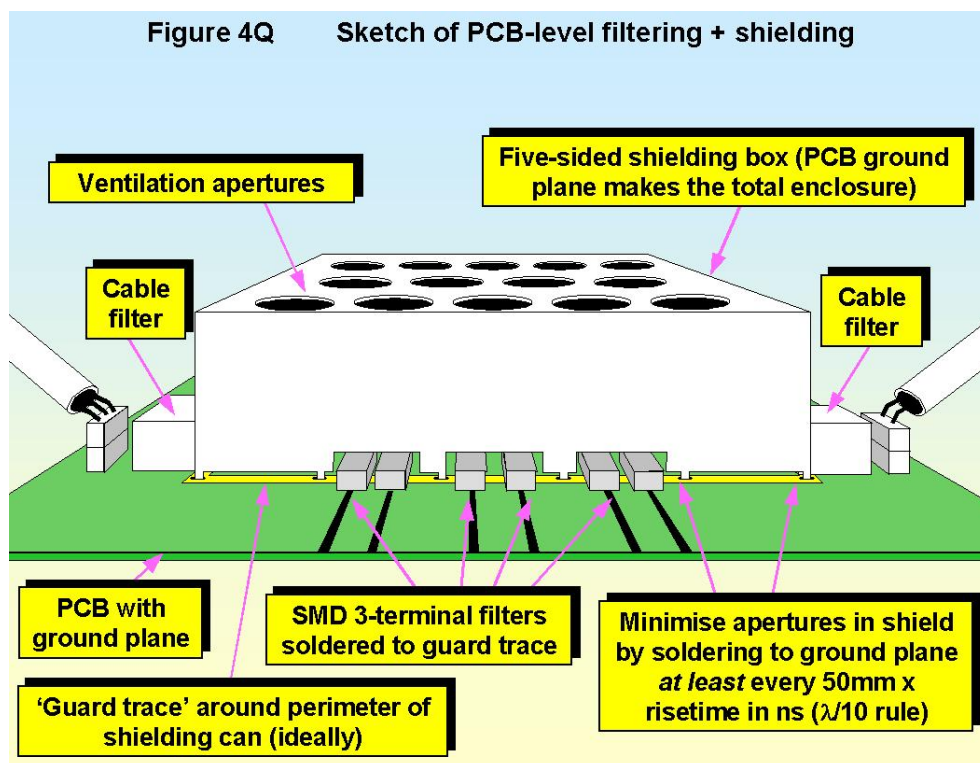 Figure 4Q Sketch of PCB-level filtering + shielding
Ventilation apertures
Five-sided shielding box (PCB ground
plane makes the total enclosure)
Cable
filter
Cable
filter
PCB with
ground plane
SMD 3-terminal filters
soldered to guard trace
Minimise apertures in shield
by soldering to ground plane
at least every 50mm x
risetime in ns (λ/10 rule)
‘Guard trace’ around perimeter of
shielding can (ideally)